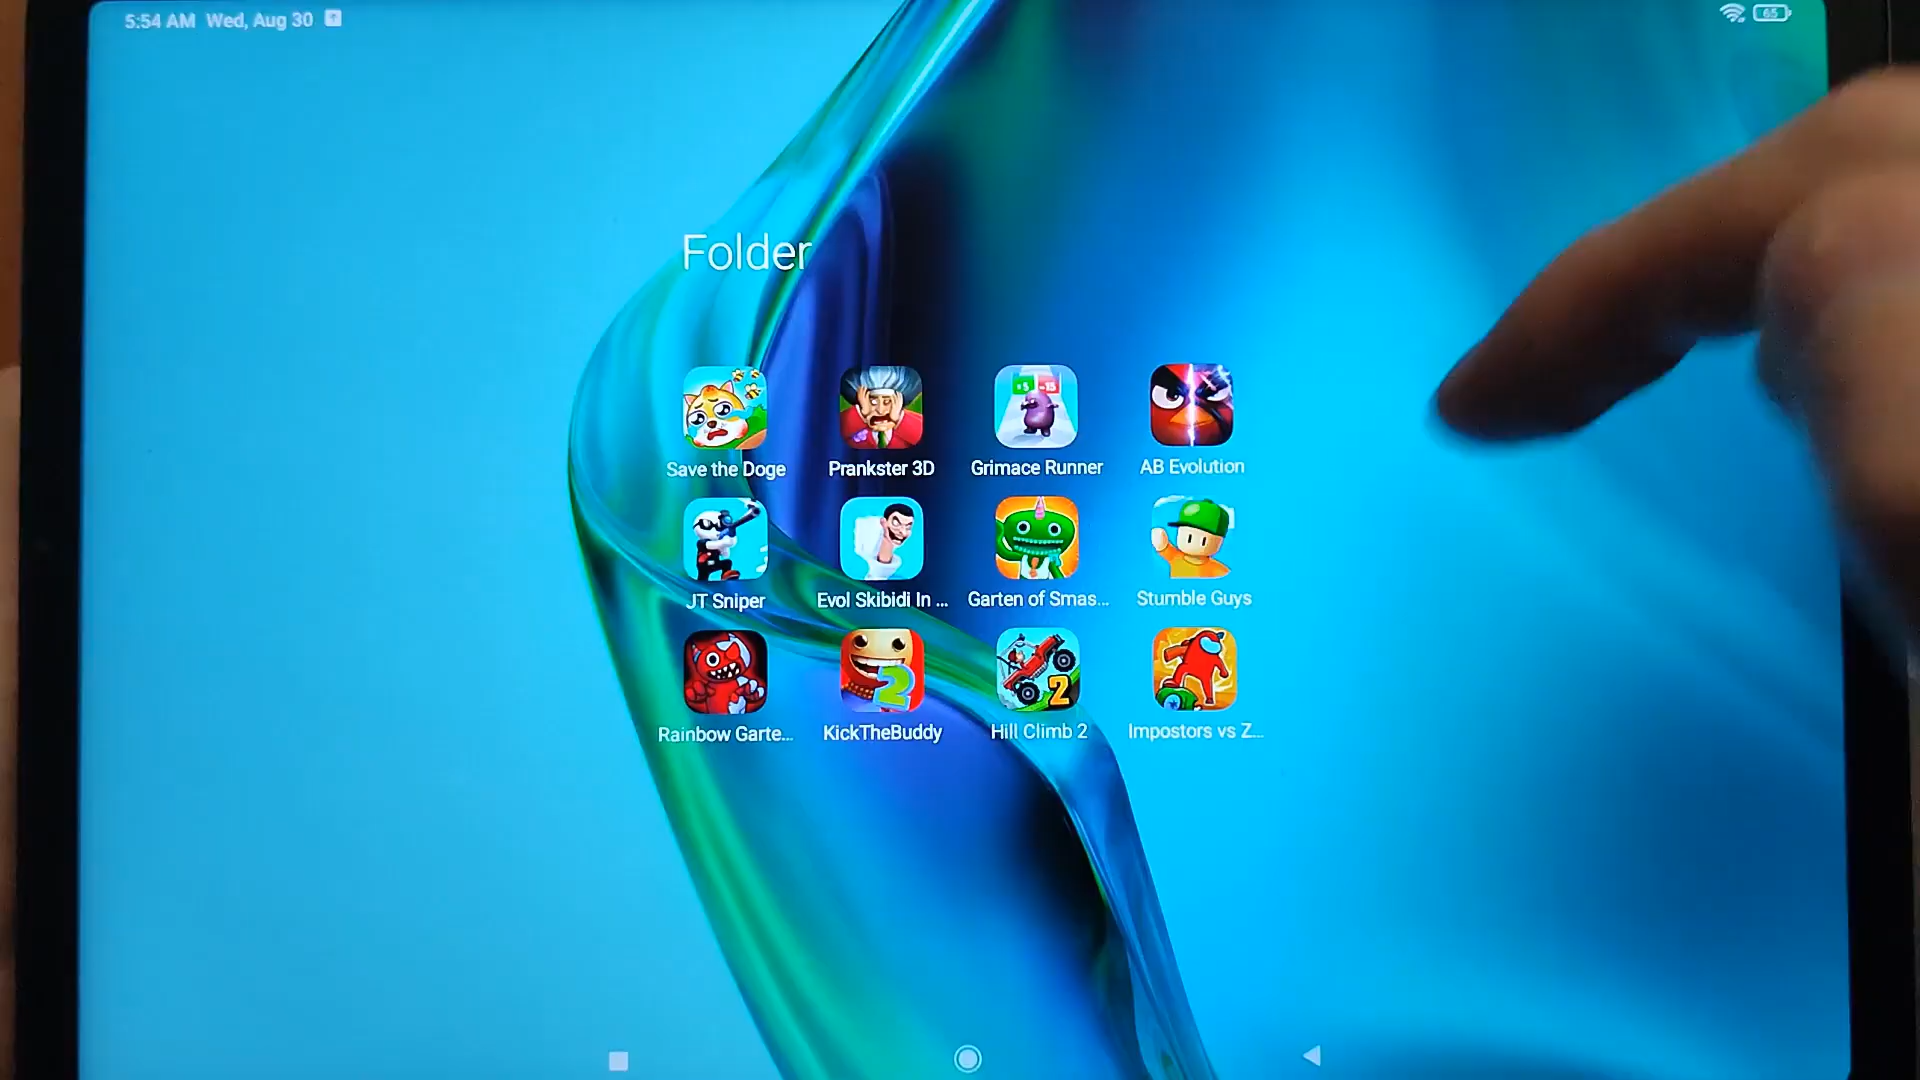 5:54 AM Wed, Aug 30
65
Folder
Save the Doge
Prankster 3D
Grimace Runner
AB Evolution
JT Sniper
Evol Skibidi In ...
Garten of Smas...
Stumble Guys
Rainbow Garte...
KickTheBuddy
Hill Climb 2
Impostors vs Z...